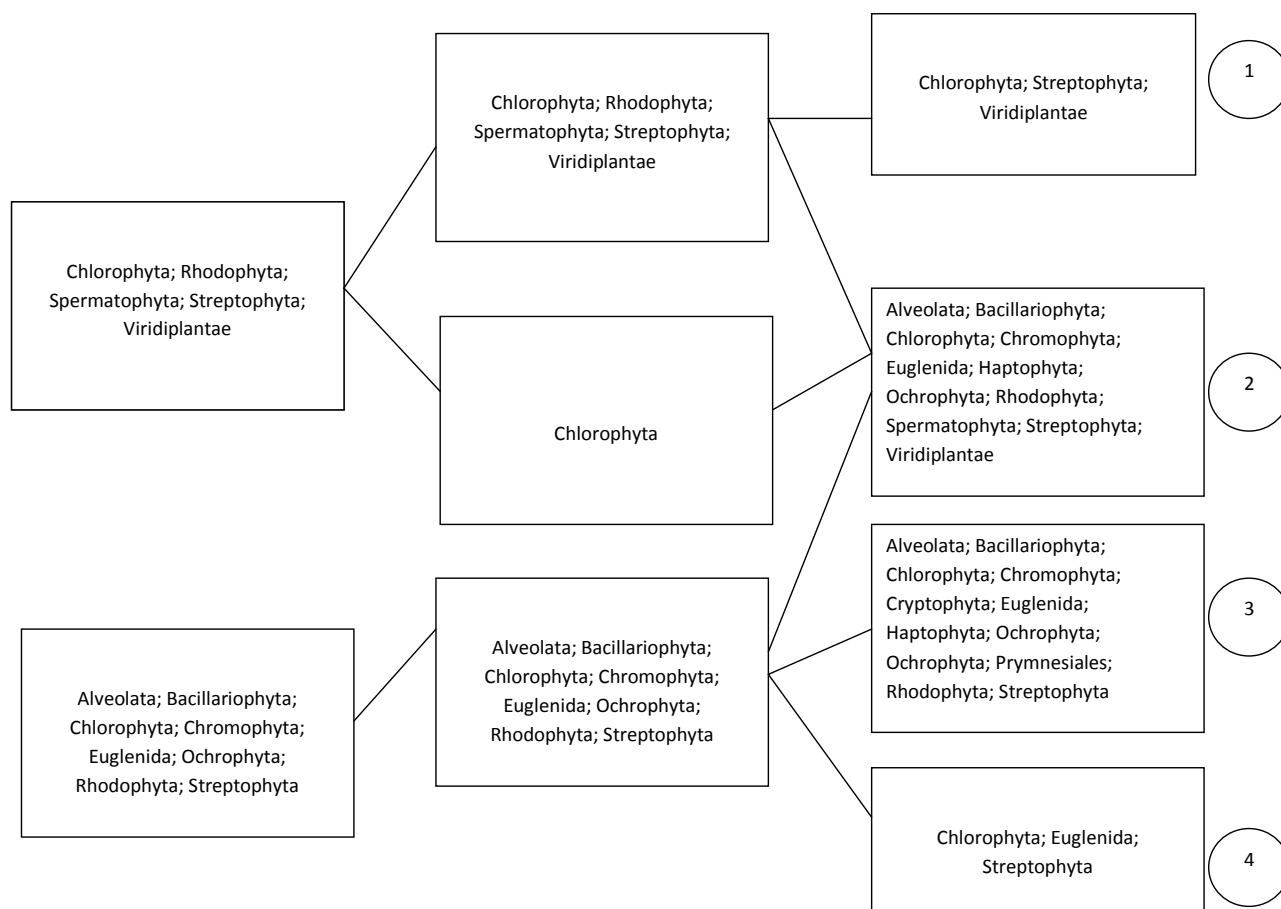 Chlorophyta; Rhodophyta;
Spermatophyta; Streptophyta;
Viridiplantae
Alveolata; Bacillariophyta;
Chlorophyta; Chromophyta;
Euglenida; Ochrophyta;
Rhodophyta; Streptophyta
Chlorophyta; Rhodophyta;
Spermatophyta; Streptophyta;
Viridiplantae
Chlorophyta
Alveolata; Bacillariophyta;
Chlorophyta; Chromophyta;
Euglenida; Ochrophyta;
Rhodophyta; Streptophyta
Chlorophyta; Streptophyta;
Viridiplantae
1
Alveolata; Bacillariophyta;
Chlorophyta; Chromophyta;
Euglenida; Haptophyta;
Ochrophyta; Rhodophyta;
Spermatophyta; Streptophyta;
Viridiplantae
2
Alveolata; Bacillariophyta;
Chlorophyta; Chromophyta;
Cryptophyta; Euglenida;
Haptophyta; Ochrophyta;
Ochrophyta; Prymnesiales;
Rhodophyta; Streptophyta
3
Chlorophyta; Euglenida;
Streptophyta
4